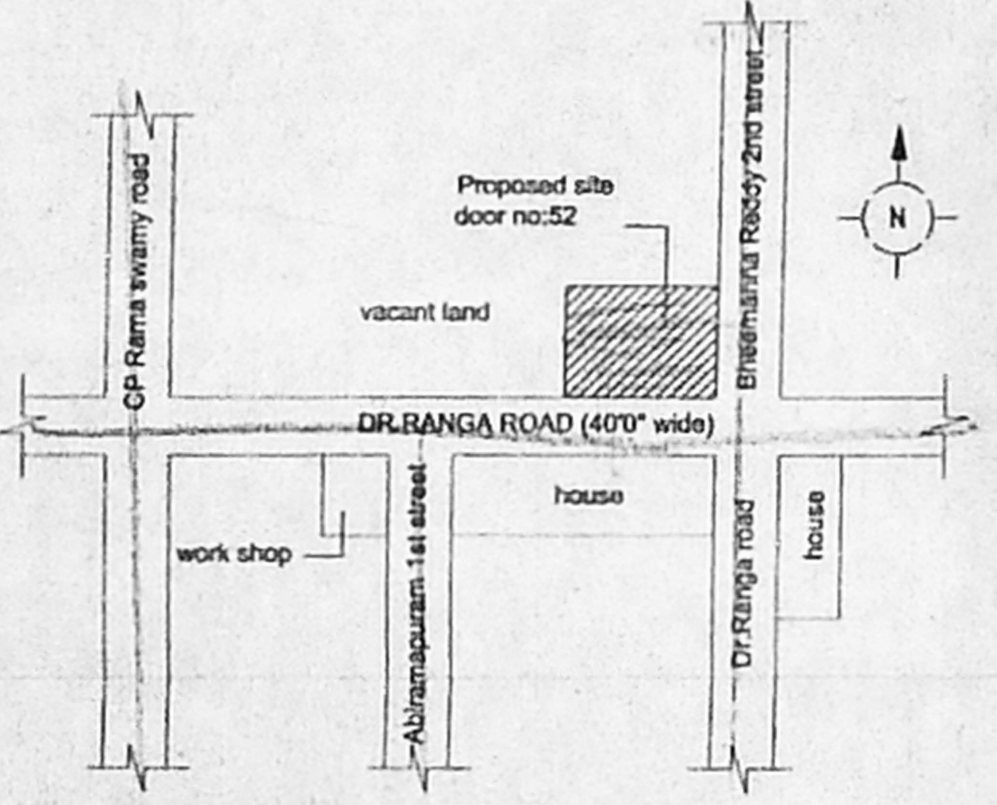 Bheemanna Reddy 2nd street
CP Rama swamy road
Proposed site
door no:52
N
vacant land
DR.RANGA ROAD (40'0" wide)
house
work shop
Abiramapuram 1st street
Dr.Ranga road
house